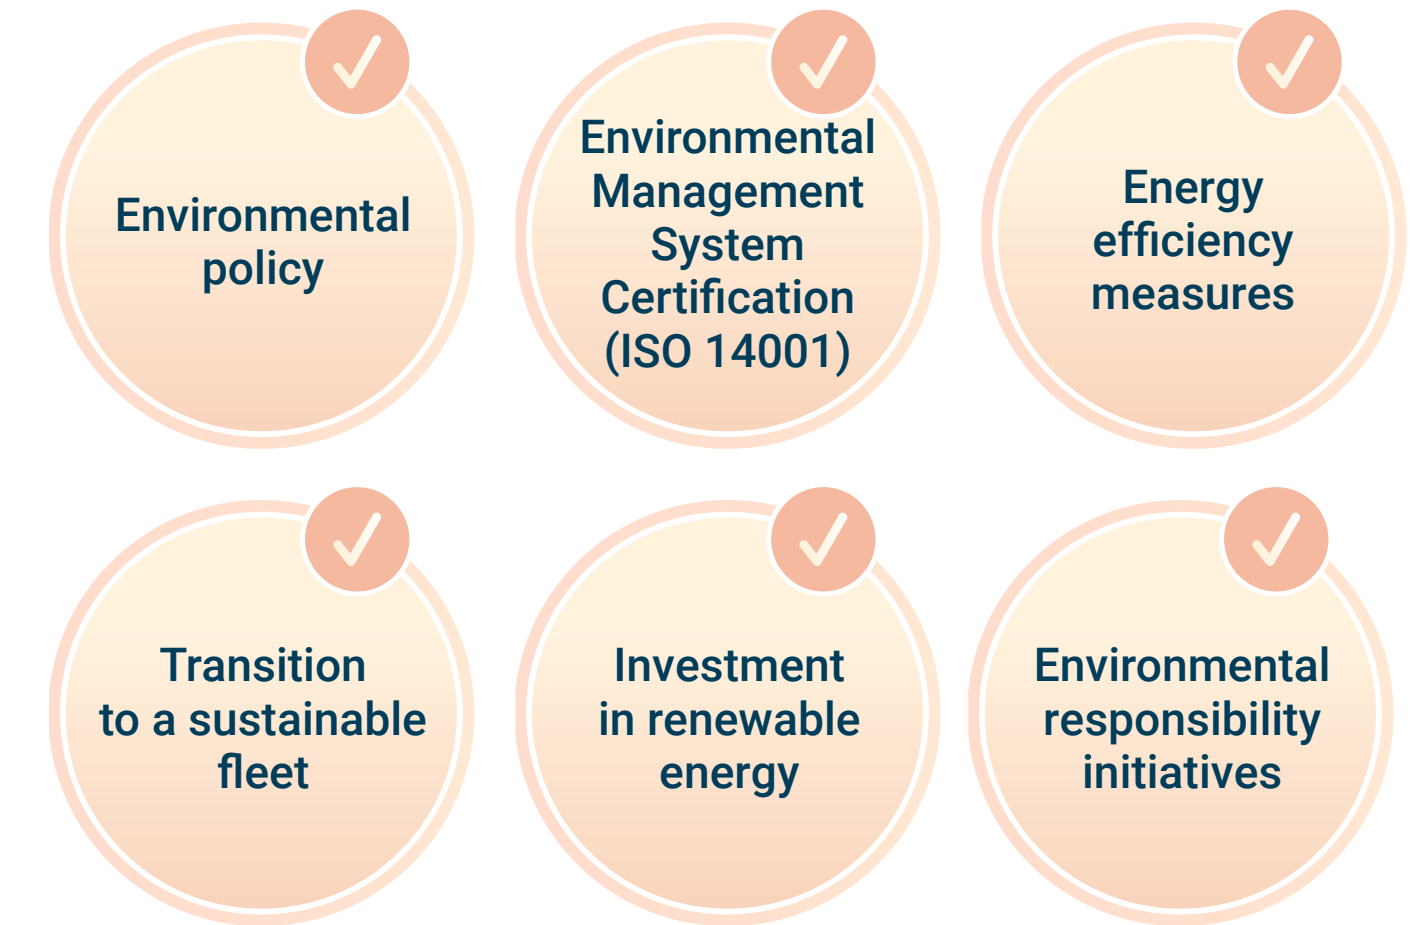 Environmental
policy
Environmental
Management
System
Certification
(ISO 14001)
Energy
efficiency
measures
Transition
to a sustainable
fleet
Investment
in renewable
energy
Environmental
responsibility
initiatives